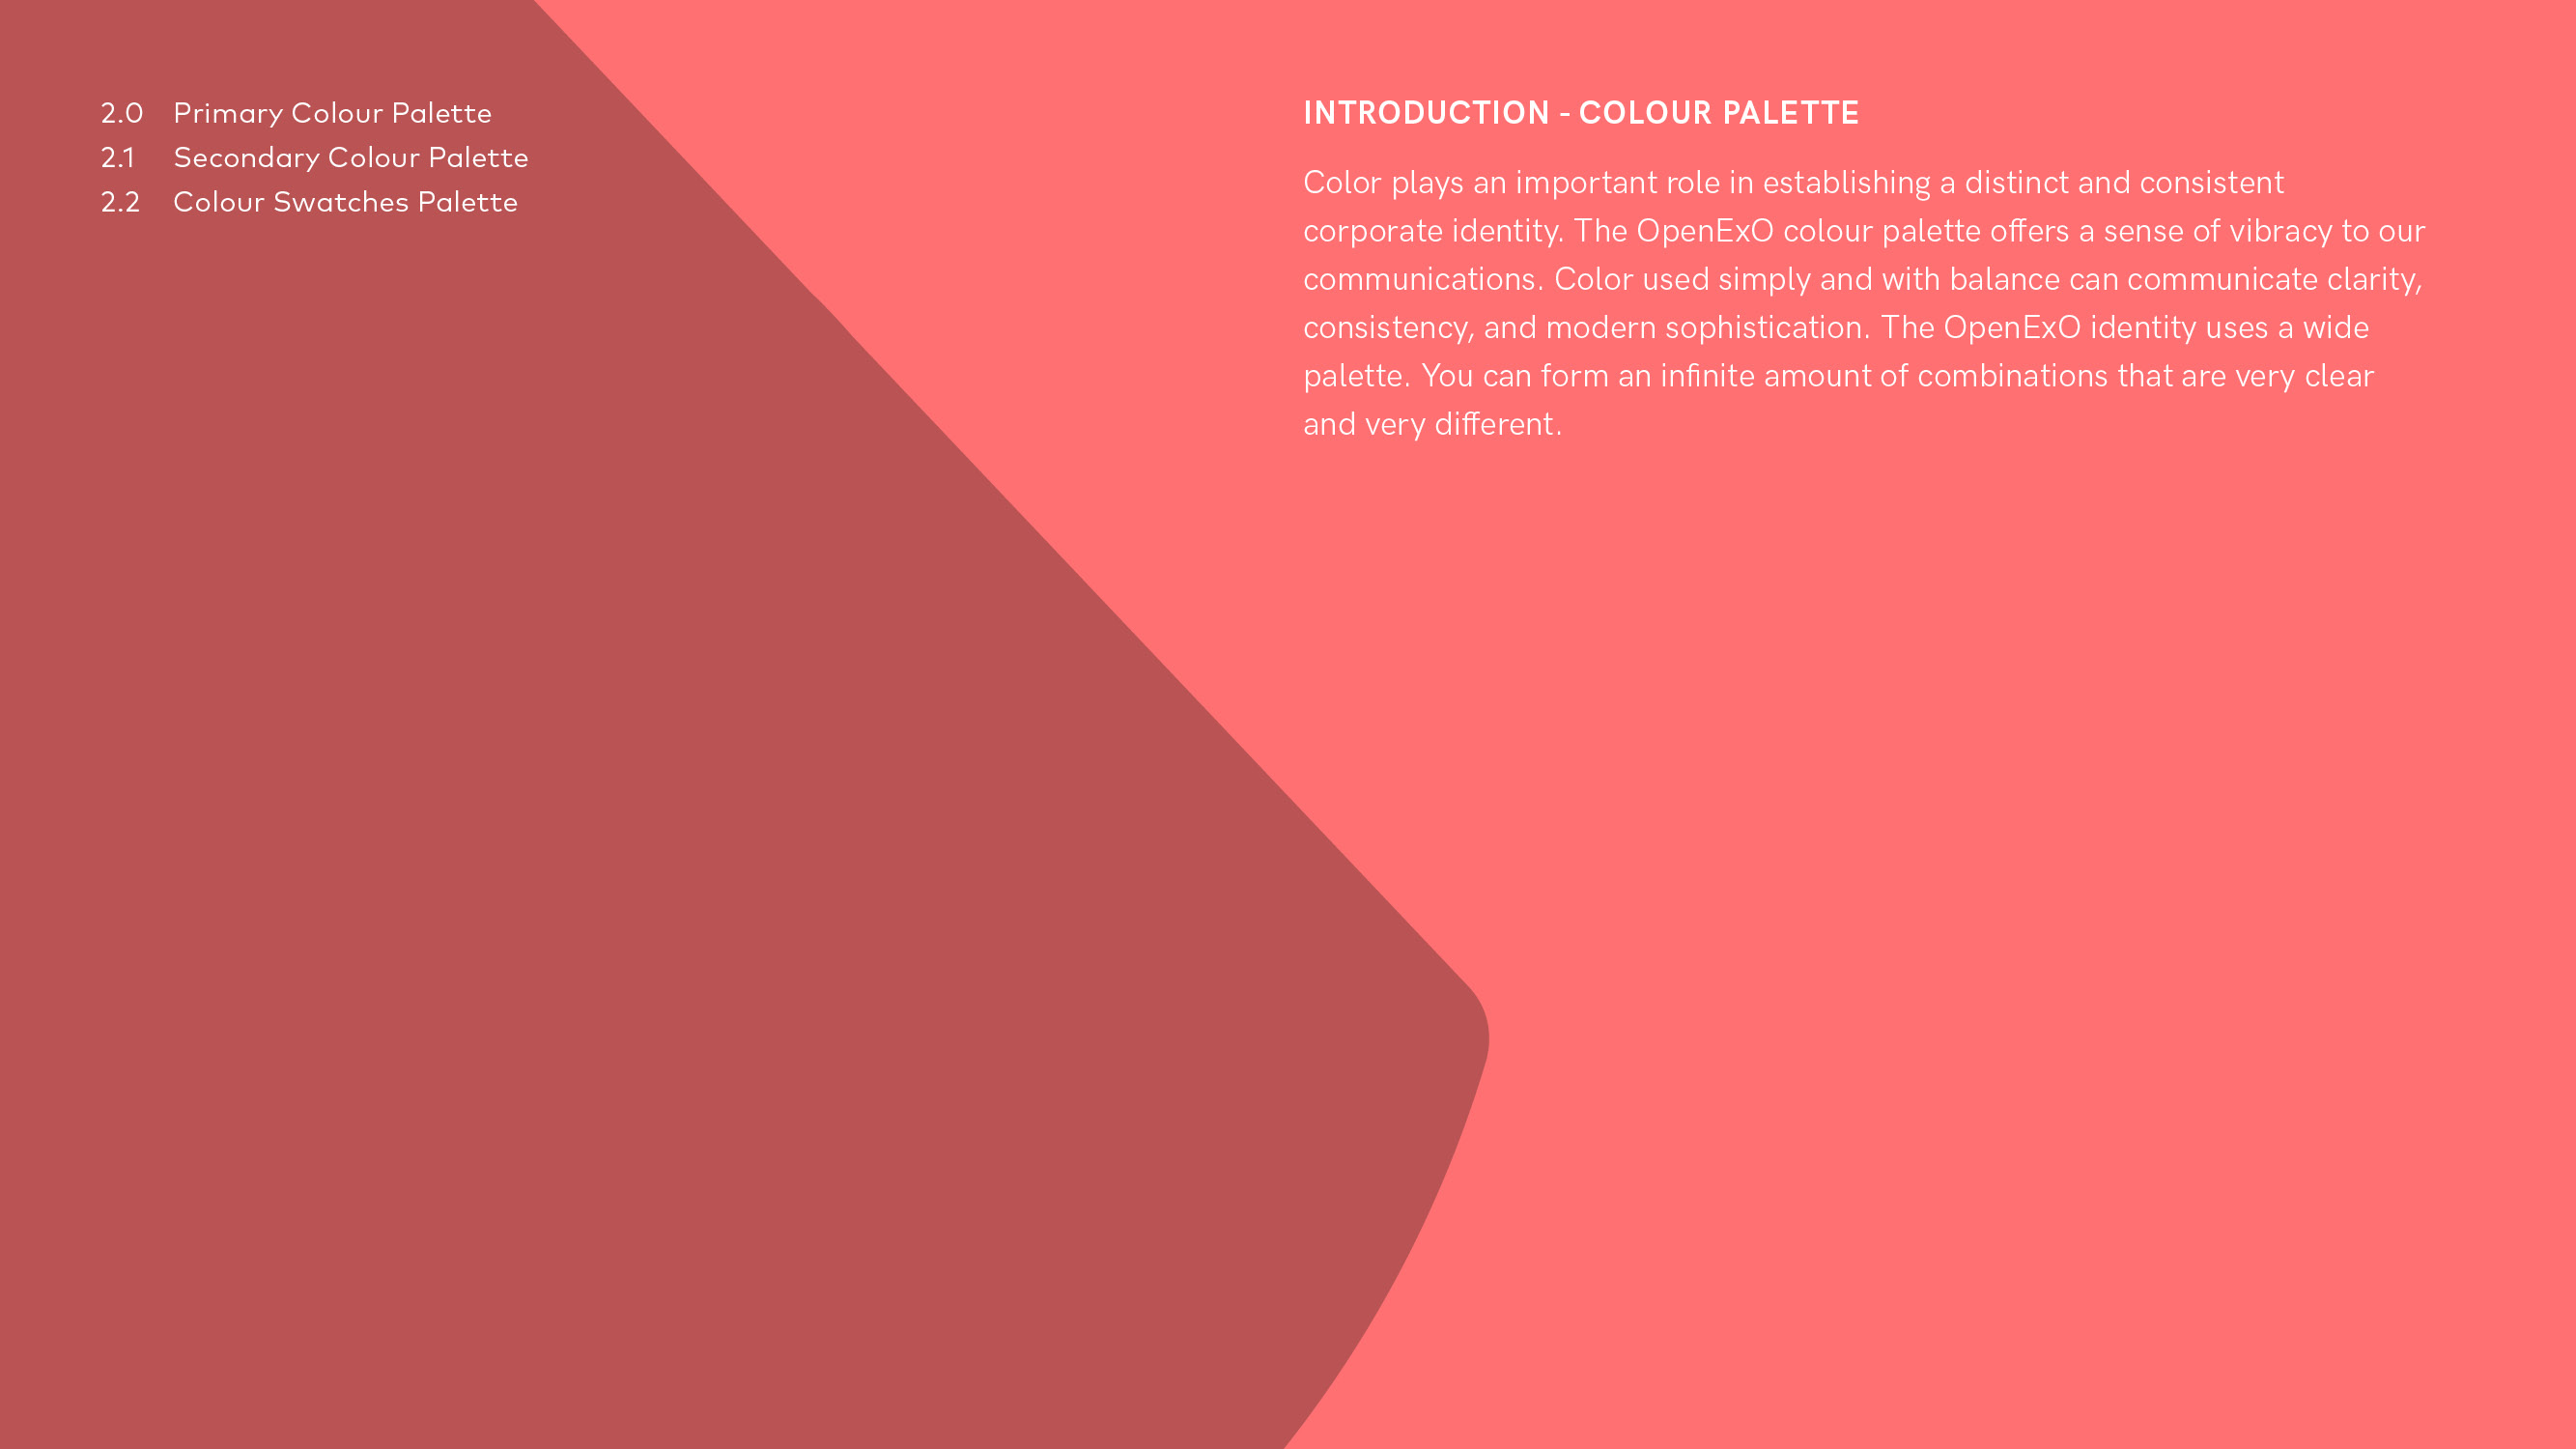 2.0 Primary Colour Palette
2.1 Secondary Colour Palette
2.2 Colour Swatches Palette
INTRODUCTION - COLOUR PALETTE
Color plays an important role in establishing a distinct and consistent
corporate identity. The OpenExO colour palette offers a sense of vibracy to our
communications. Color used simply and with balance can communicate clarity,
consistency, and modern sophistication. The OpenExO identity uses a wide
palette. You can form an infinite amount of combinations that are very clear
and very different.